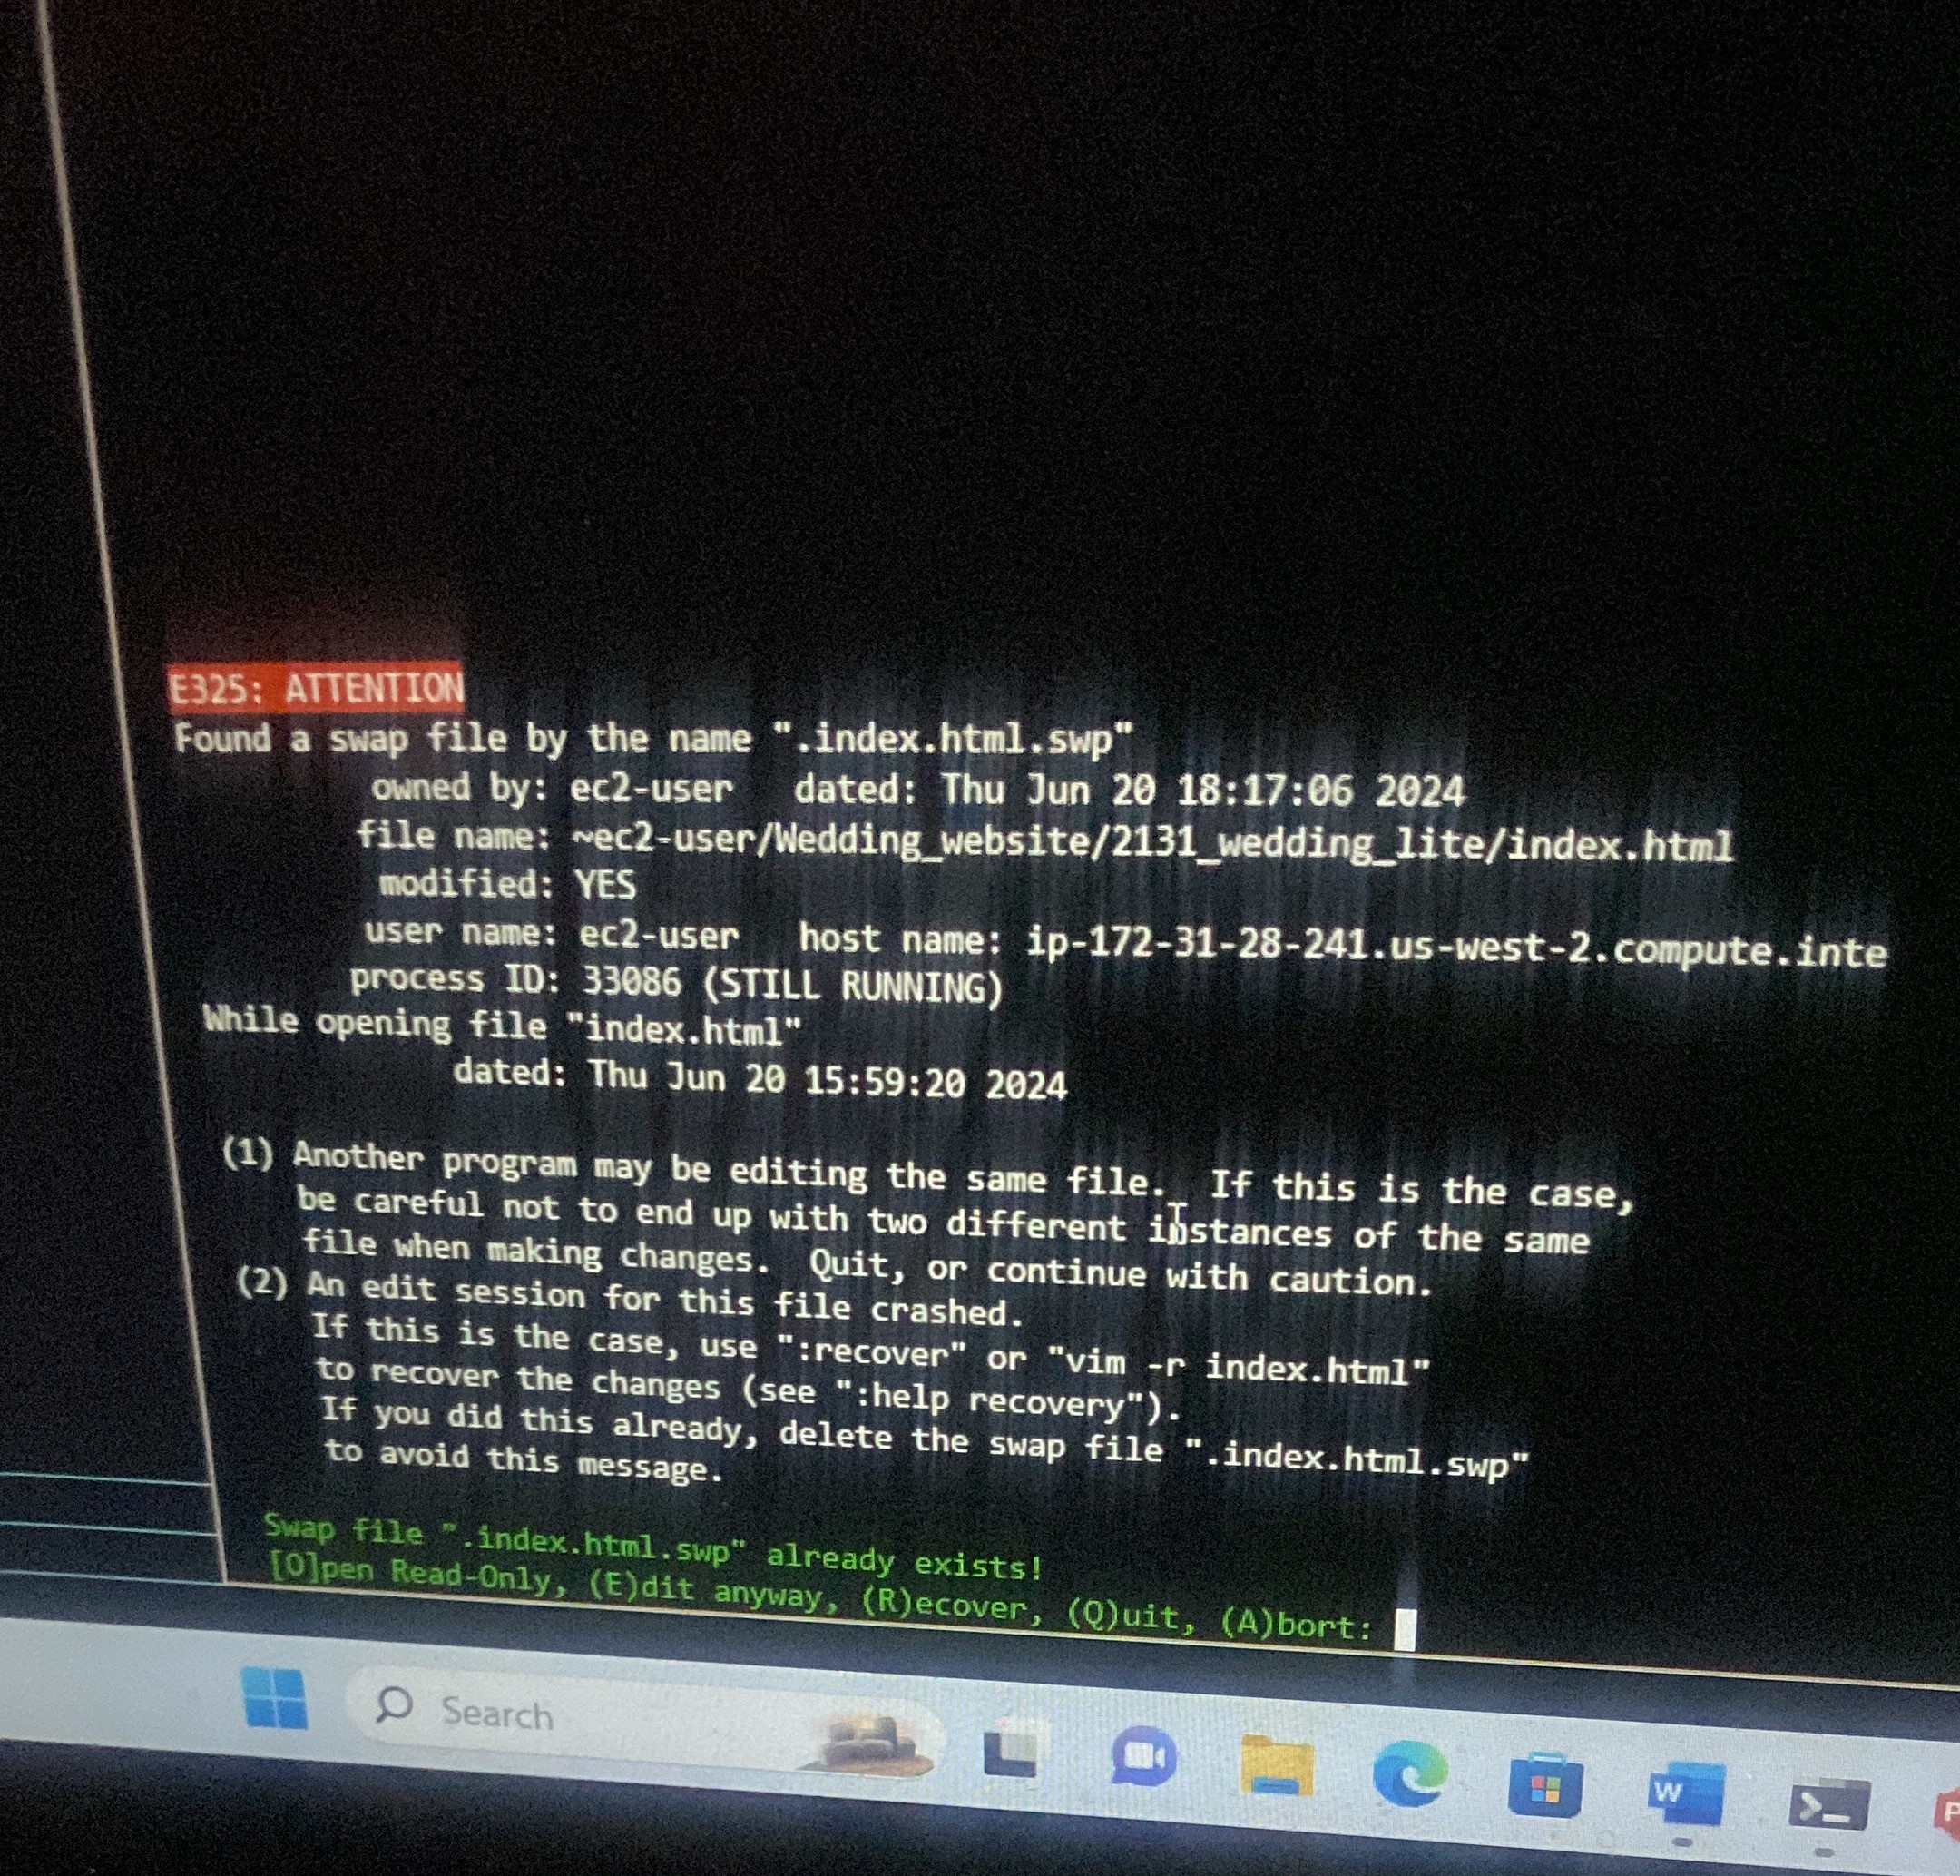 E325: ATTENTION
Found a swap file by the name ".index.html.swp"
owned by: ec2-user   dated: Thu Jun 20 18:17:06 2024
file name: ~ec2-user/Wedding_website/2131_wedding_lite/index.html
modified: YES
user name: ec2-user   host name: ip-172-31-28-241.us-west-2.compute.inte
process ID: 33086 (STILL RUNNING)
While opening file "index.html"
dated: Thu Jun 20 15:59:20 2024
(1) Another program may be editing the same file.  If this is the case,
be careful not to end up with two different instances of the same
file when making changes.  Quit, or continue with caution.
(2) An edit session for this file crashed.
If this is the case, use ":recover" or "vim -r index.html"
to recover the changes (see ":help recovery").
If you did this already, delete the swap file ".index.html.swp"
to avoid this message.
Swap file ".index.html.swp" already exists!
[O]pen Read-Only, (E)dit anyway, (R)ecover, (Q)uit, (A)bort:
Search
W
P